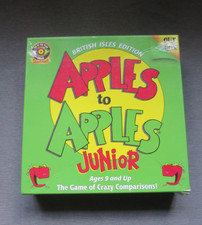 BRITISH ISLES EDITION
APPLES
to
APPLES
JUNIOR
Ages 9 and Up
The Game of Crazy Comparisons!